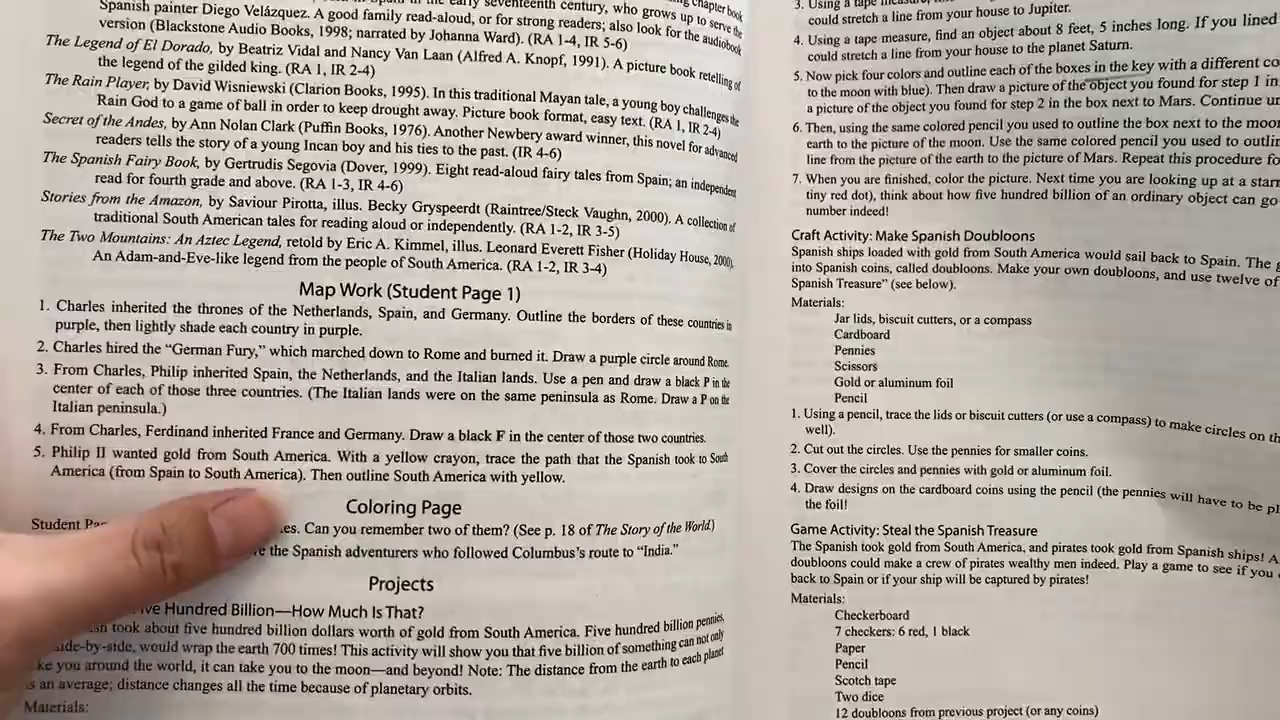 Spanish painter Diego Velázquez. A good family read-aloud, or for strong readers; also look for the audiobook
version (Blackstone Audio Books, 1998; narrated by Johanna Ward). (RA 1-4, IR 5-6)
The Legend of El Dorado, by Beatriz Vidal and Nancy Van Laan (Alfred A. Knopf, 1991). A picture book retelling of
the legend of the gilded king. (RA 1, IR 2-4)
The Rain Player, by David Wisniewski (Clarion Books, 1995). In this traditional Mayan tale, a young boy challenges the
Rain God to a game of ball in order to keep drought away. Picture book format, easy text. (RA 1, IR 2-4)
Secret of the Andes, by Ann Nolan Clark (Puffin Books, 1976). Another Newbery award winner, this novel for advanced
readers tells the story of a young Incan boy and his ties to the past. (IR 4-6)
The Spanish Fairy Book, by Gertrudis Segovia (Dover, 1999). Eight read-aloud fairy tales from Spain; an independent
read for fourth grade and above. (RA 1-3, IR 4-6)
Stories from the Amazon, by Saviour Pirotta, illus. Becky Gryspeerdt (Raintree/Steck Vaughn, 2000). A collection of
traditional South American tales for reading aloud or independently. (RA 1-2, IR 3-5)
The Two Mountains: An Aztec Legend, retold by Eric A. Kimmel, illus. Leonard Everett Fisher (Holiday House, 2000).
An Adam-and-Eve-like legend from the people of South America. (RA 1-2, IR 3-4)
Map Work (Student Page 1)
1. Charles inherited the thrones of the Netherlands, Spain, and Germany. Outline the borders of these countries in
purple, then lightly shade each country in purple.
2. Charles hired the “German Fury,” which marched down to Rome and burned it. Draw a purple circle around Rome.
3. From Charles, Philip inherited Spain, the Netherlands, and the Italian lands. Use a pen and draw a black P in the
center of each of those three countries. (The Italian lands were on the same peninsula as Rome. Draw a P on the
Italian peninsula.)
4. From Charles, Ferdinand inherited France and Germany. Draw a black F in the center of those two countries.
5. Philip II wanted gold from South America. With a yellow crayon, trace the path that the Spanish took to South
America (from Spain to South America). Then outline South America with yellow.
Coloring Page
Student
Can you remember two of them? (See p. 18 of The Story of the World.)
the Spanish adventurers who followed Columbus's route to “India.”
Projects
Hundred Billion—How Much Is That?
took about five hundred billion dollars worth of gold from South America. Five hundred billion pennies,
side-by-side, would wrap the earth 700 times! This activity will show you that five billion of something can not only
you around the world, it can take you to the moon—and beyond! Note: The distance from the earth to each planet
an average; distance changes all the time because of planetary orbits.
Materials:
3. Using a tape measure,
could stretch a line from your house to Jupiter.
4. Using a tape measure, find an object about 8 feet, 5 inches long. If you lined
could stretch a line from your house to the planet Saturn.
5. Now pick four colors and outline each of the boxes in the key with a different
to the moon with blue). Then draw a picture of the object you found for step 1 in
a picture of the object you found for step 2 in the box next to Mars. Continue
6. Then, using the same colored pencil you used to outline the box next to the
earth to the picture of the moon. Use the same colored pencil you used to
line from the picture of the earth to the picture of Mars. Repeat this procedure
7. When you are finished, color the picture. Next time you are looking up at a
tiny red dot), think about how five hundred billion of an ordinary object can go
number indeed!
Craft Activity: Make Spanish Doubloons
Spanish ships loaded with gold from South America would sail back to Spain. The
into Spanish coins, called doubloons. Make your own doubloons, and use twelve of
Spanish Treasure” (see below).
Materials:
Jar lids, biscuit cutters, or a compass
Cardboard
Pennies
Scissors
Gold or aluminum foil
Pencil
1. Using a pencil, trace the lids or biscuit cutters (or use a compass) to make circles on
well).
2. Cut out the circles. Use the pennies for smaller coins.
3. Cover the circles and pennies with gold or aluminum foil.
4. Draw designs on the cardboard coins using the pencil (the pennies will have to be
the foil!
Game Activity: Steal the Spanish Treasure
The Spanish took gold from South America, and pirates took gold from Spanish ships!
doubloons could make a crew of pirates wealthy men indeed. Play a game to see if you
back to Spain or if your ship will be captured by pirates!
Materials:
Checkerboard
7 checkers: 6 red, 1 black
Paper
Pencil
Scotch tape
Two dice
12 doubloons from previous project (or any coins)